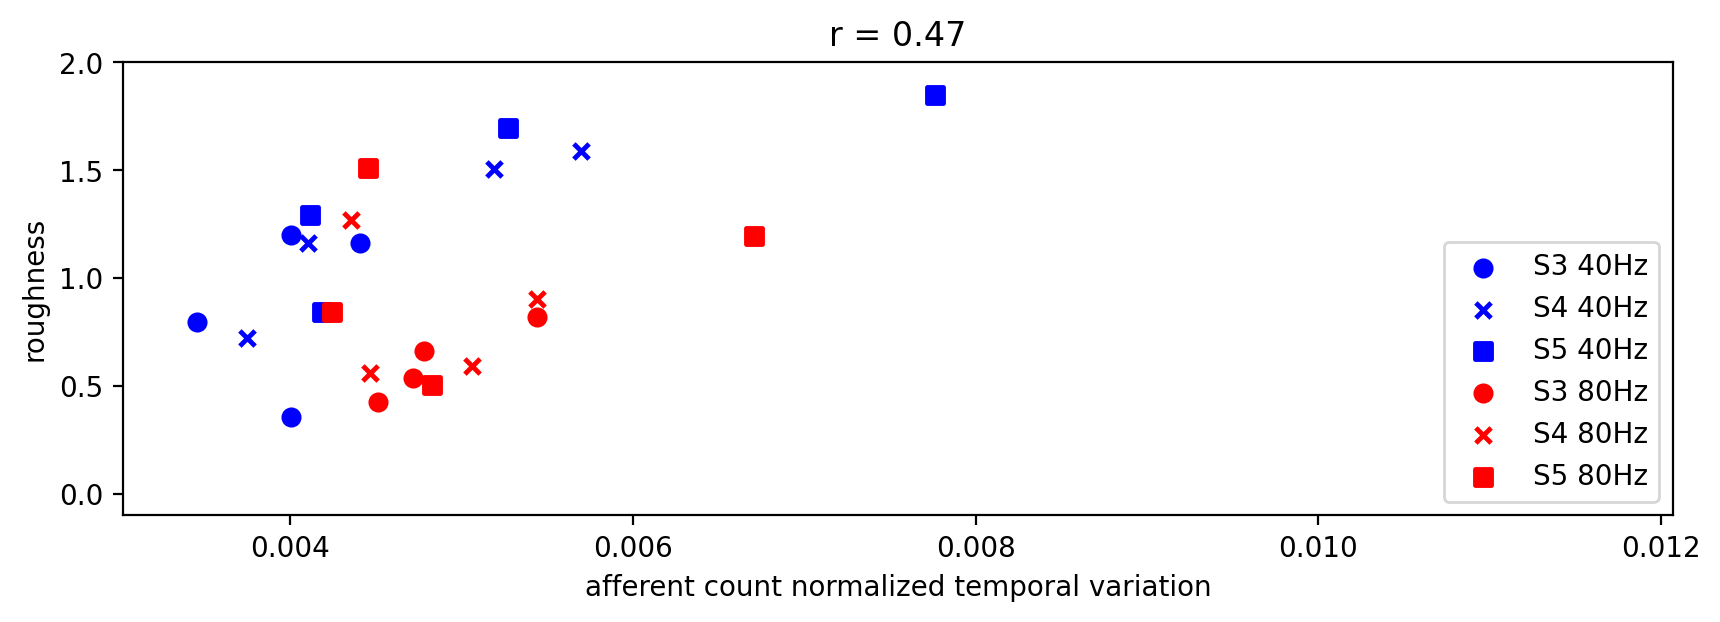 r = 0.47
2.0
1.5
1.0
0.5
0.0
roughness
0.004
0.006
0.008
0.010
0.012
afferent count normalized temporal variation
S3 40Hz
S4 40Hz
S5 40Hz
S3 80Hz
S4 80Hz
S5 80Hz